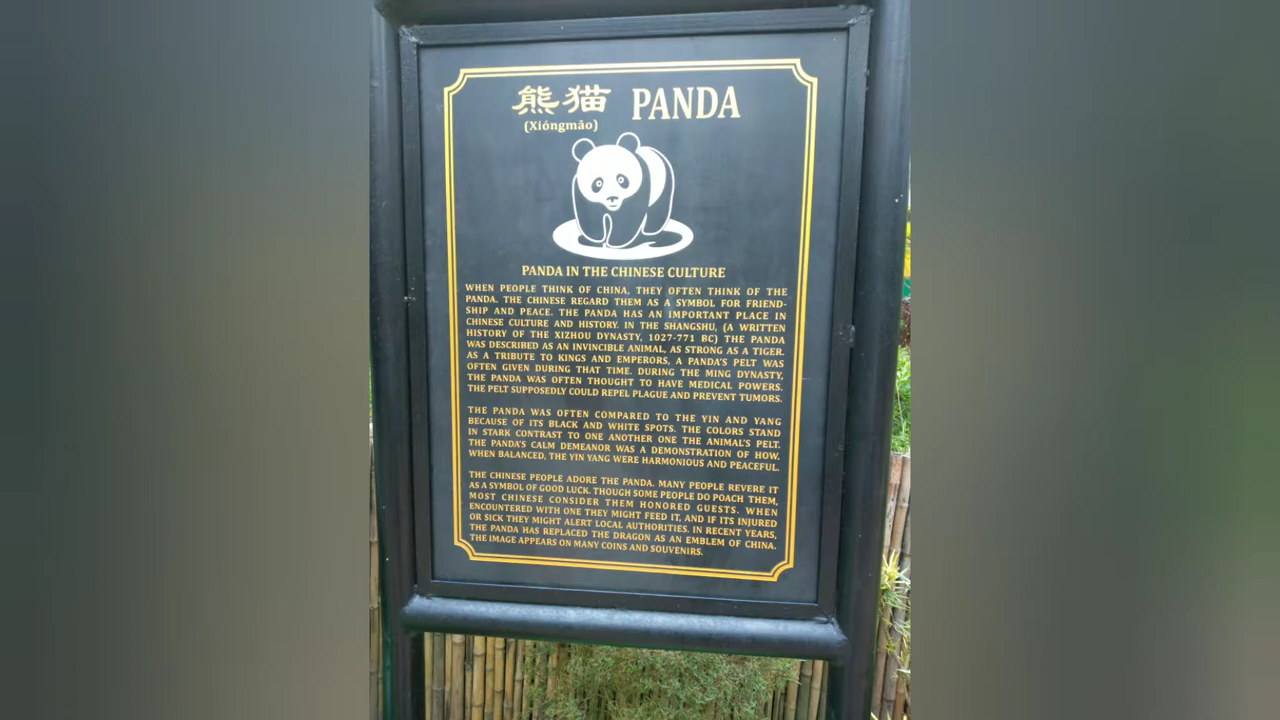 熊猫 PANDA
(Xióngmāo)
PANDA IN THE CHINESE CULTURE
WHEN PEOPLE THINK OF CHINA, THEY OFTEN THINK OF THE
PANDA. THE CHINESE REGARD THEM AS A SYMBOL FOR FRIEND-
SHIP AND PEACE. THE PANDA HAS AN IMPORTANT PLACE IN
CHINESE CULTURE AND HISTORY. IN THE SHANGSHU, (A WRITTEN
HISTORY OF THE XIZHOU DYNASTY, 1027-771 BC) THE PANDA
WAS DESCRIBED AS AN INVINCIBLE ANIMAL, AS STRONG AS A TIGER.
AS A TRIBUTE TO KINGS AND EMPERORS, A PANDA'S PELT WAS
OFTEN GIVEN DURING THAT TIME. DURING THE MING DYNASTY,
THE PANDA WAS OFTEN THOUGHT TO HAVE MEDICAL POWERS.
THE PELT SUPPOSEDLY COULD REPEL PLAGUE AND PREVENT TUMORS.
THE PANDA WAS OFTEN COMPARED TO THE YIN AND YANG
BECAUSE OF ITS BLACK AND WHITE SPOTS. THE COLORS STAND
IN STARK CONTRAST TO ONE ANOTHER ONE THE ANIMAL'S PELT.
THE PANDA'S CALM DEMEANOR WAS A DEMONSTRATION OF HOW,
WHEN BALANCED, THE YIN YANG WERE HARMONIOUS AND PEACEFUL.
THE CHINESE PEOPLE ADORE THE PANDA. MANY PEOPLE REVERE IT
AS A SYMBOL OF GOOD LUCK. THOUGH SOME PEOPLE DO POACH THEM,
MOST CHINESE CONSIDER THEM HONORED GUESTS. WHEN
ENCOUNTERED WITH ONE THEY MIGHT FEED IT, AND IF ITS INJURED
OR SICK THEY MIGHT ALERT LOCAL AUTHORITIES. IN RECENT YEARS,
THE PANDA HAS REPLACED THE DRAGON AS AN EMBLEM OF CHINA.
THE IMAGE APPEARS ON MANY COINS AND SOUVENIRS.